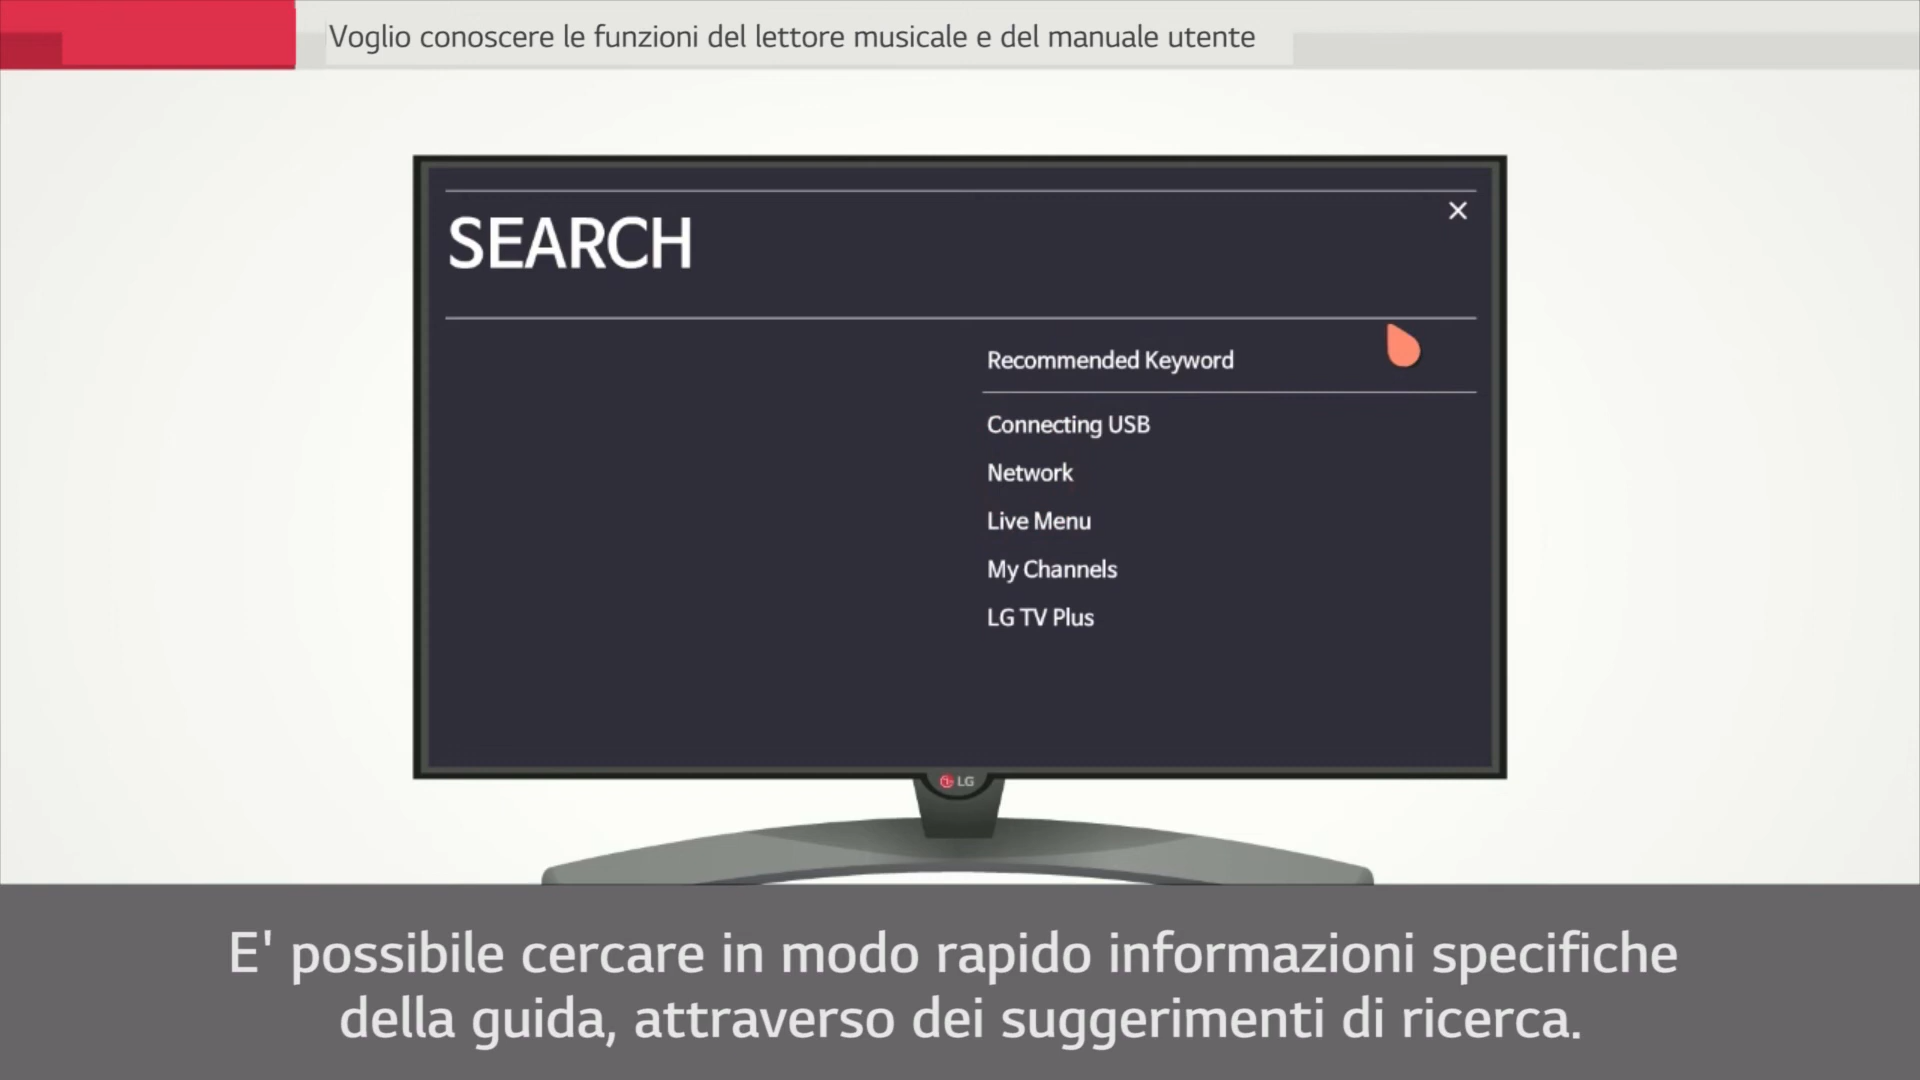 Voglio conoscere le funzioni del lettore musicale e del manuale utente
SEARCH
Recommended Keyword
Connecting USB
Network
Live Menu
My Channels
LG TV Plus
LG
E' possibile cercare in modo rapido informazioni specifiche
della guida, attraverso dei suggerimenti di ricerca.